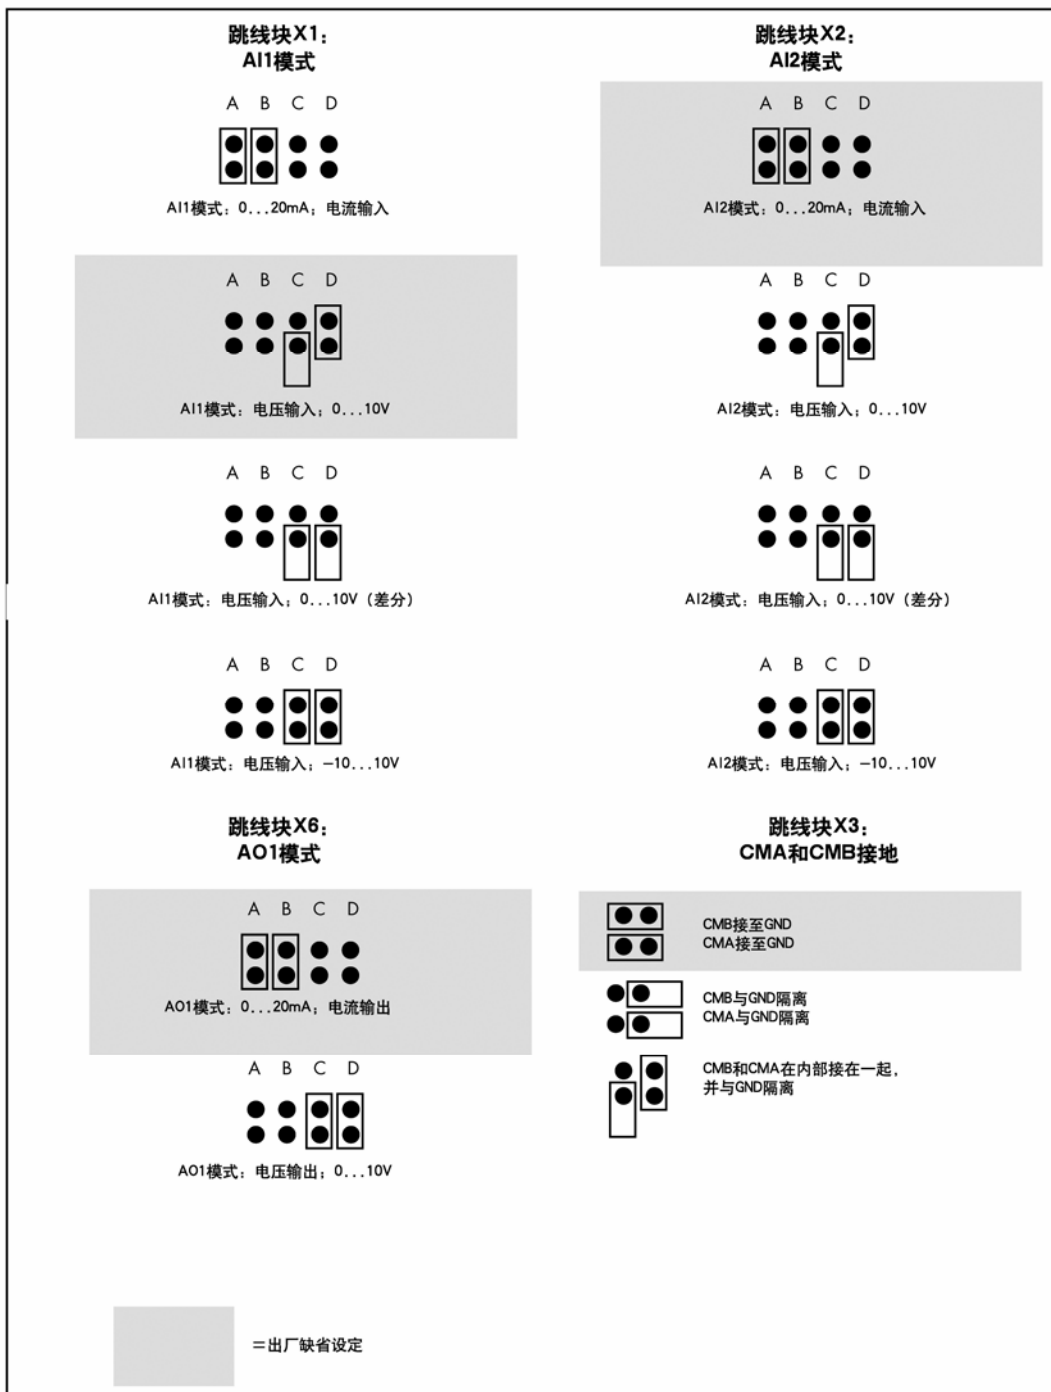 跳线块X1：
AI1模式
A B C D
AI1模式：0...20mA；电流输入
A B C D
AI1模式：电压输入；0...10V
A B C D
AI1模式：电压输入；0...10V（差分）
A B C D
AI1模式：电压输入；–10...10V
跳线块X2：
AI2模式
A B C D
AI2模式：0...20mA；电流输入
A B C D
AI2模式：电压输入；0...10V
A B C D
AI2模式：电压输入；0...10V（差分）
A B C D
AI2模式：电压输入；–10...10V
跳线块X6：
AO1模式
A B C D
AO1模式：0...20mA；电流输出
A B C D
AO1模式：电压输出；0...10V
跳线块X3：
CMA和CMB接地
CMB接至GND
CMA接至GND
CMB与GND隔离
CMA与GND隔离
CMB和CMA在内部接在一起，
并与GND隔离
＝出厂缺省设定